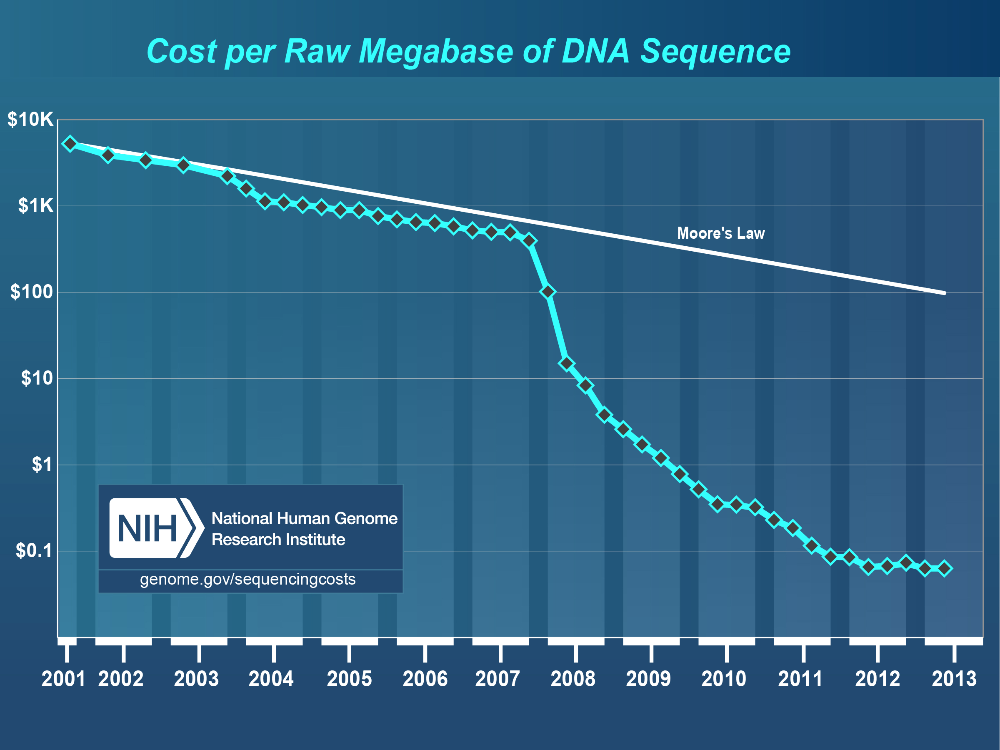 Cost per Raw Megabase of DNA Sequence
$10K
$1K
$100
$10
$1
$0.1
Moore's Law
NIH
National Human Genome
Research Institute
genome.gov/sequencingcosts
2001 2002 2003 2004 2005 2006 2007 2008 2009 2010 2011 2012 2013